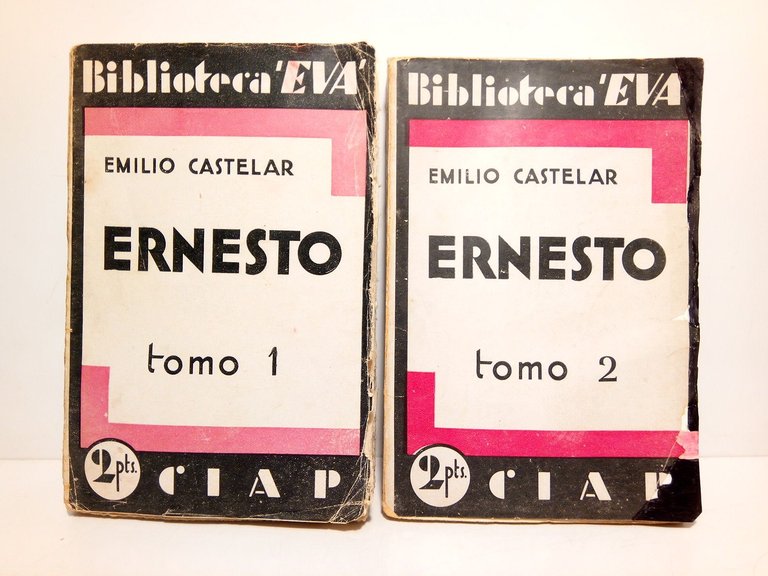 Biblioteca 'EVA'
EMILIO CASTELAR
ERNESTO
tomo 1
2 pts.
CIAP
Biblioteca 'EVA
EMILIO CASTELAR
ERNESTO
tomo 2
2 pts.
CIAP